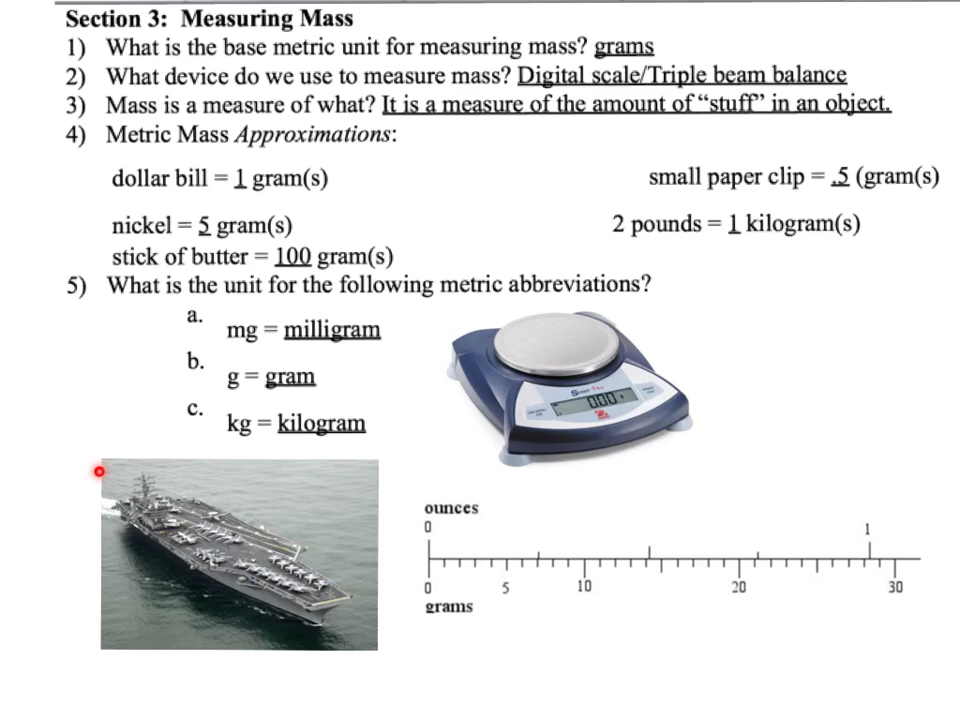 Section 3: Measuring Mass
1) What is the base metric unit for measuring mass? grams
2) What device do we use to measure mass? Digital scale/Triple beam balance
3) Mass is a measure of what? It is a measure of the amount of “stuff” in an object.
4) Metric Mass Approximations:
dollar bill = 1 gram(s) small paper clip = .5 (gram(s)
nickel = 5 gram(s) 2 pounds = 1 kilogram(s)
stick of butter = 100 gram(s)
5) What is the unit for the following metric abbreviations?
a. mg = milligram
b. g = gram
c. kg = kilogram
ounces
0 1
0 5 10 20 30
grams